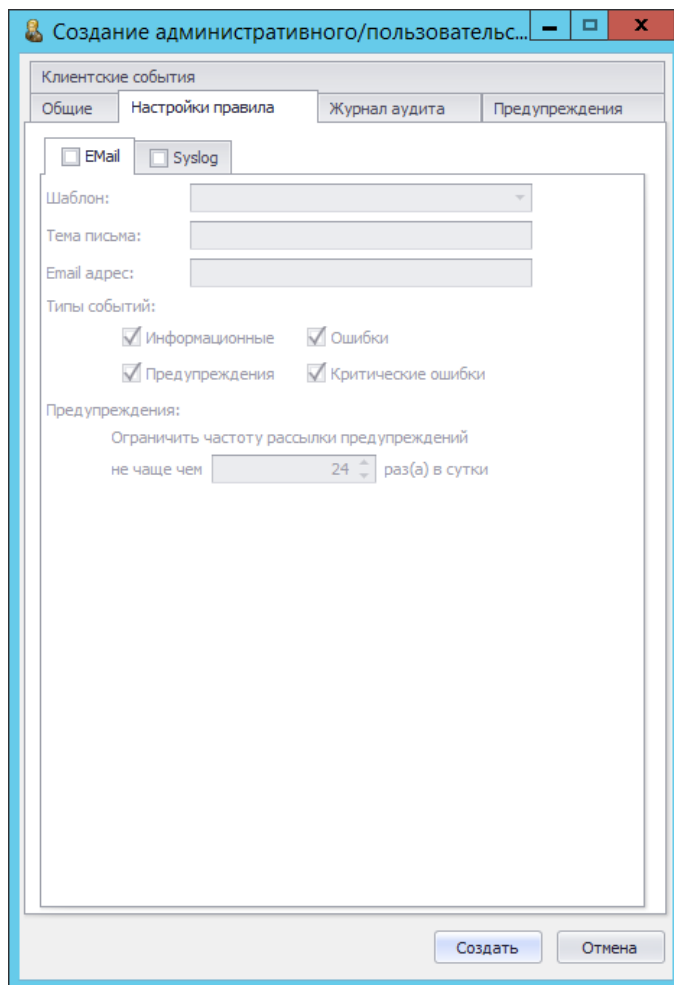 Создание административного/пользовательс...
Клиентские события
Общие Настройки правила Журнал аудита Предупреждения
EMail Syslog
Шаблон:
Тема письма:
Email адрес:
Типы событий:
Информационные Ошибки
Предупреждения Критические ошибки
Предупреждения:
Ограничить частоту рассылки предупреждений
не чаще чем 24 раз(а) в сутки
Создать Отмена